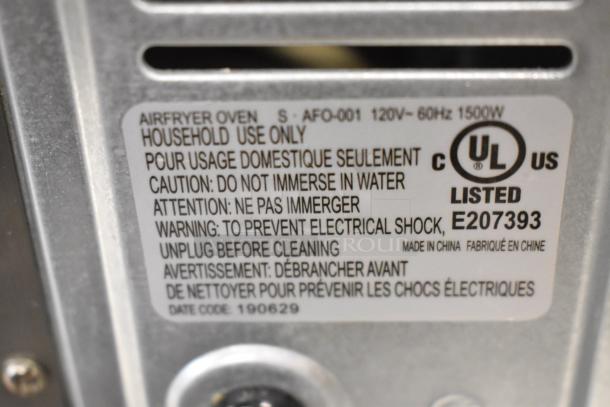 AIRFRYER OVEN S · AFO-001 120V~ 60Hz 1500W
HOUSEHOLD USE ONLY
POUR USAGE DOMESTIQUE SEULEMENT
CAUTION: DO NOT IMMERSE IN WATER
ATTENTION: NE PAS IMMERGER
WARNING: TO PREVENT ELECTRICAL SHOCK,
UNPLUG BEFORE CLEANING
AVERTISSEMENT: DÉBRANCHER AVANT
DE NETTOYER POUR PRÉVENIR LES CHOCS ÉLECTRIQUES
DATE CODE: 190629
C UL US
LISTED
E207393
MADE IN CHINA FABRIQUÉ EN CHINE